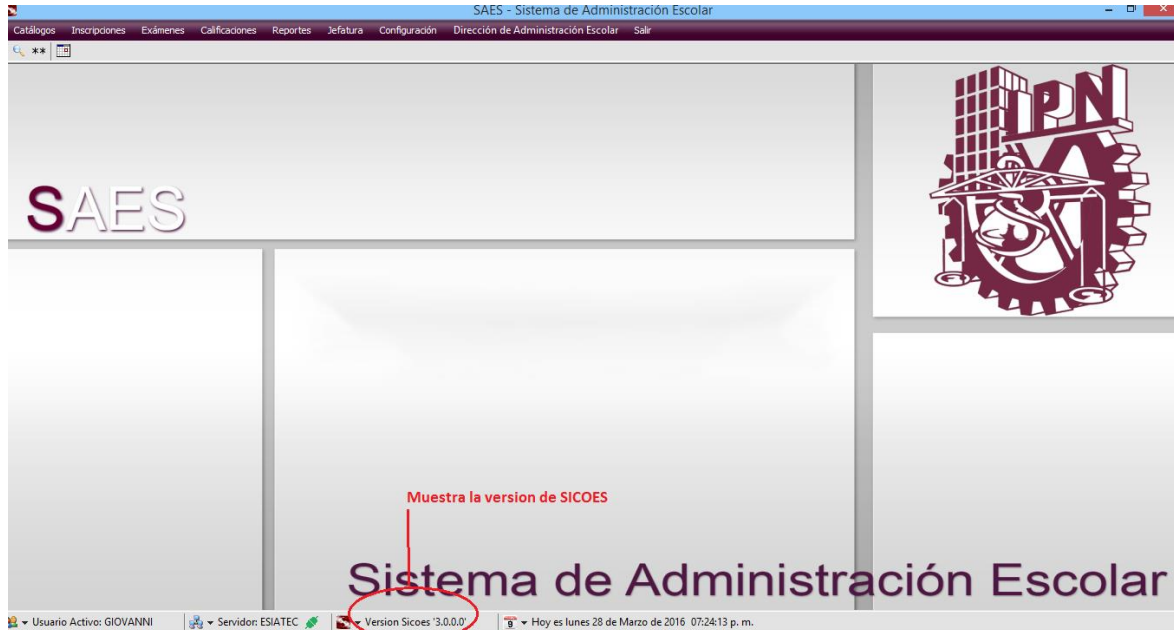 SAES - Sistema de Administración Escolar
Catálogos Inscripciones Exámenes Calificaciones Reportes Jefatura Configuración Dirección de Administración Escolar Salir
**
IPN
SAES
Muestra la version de SICOES
Sistema de Administración Escolar
Usuario Activo: GIOVANNI Servidor: ESIATEC Version Sicoes '3.0.0.0' 9 Hoy es lunes 28 de Marzo de 2016 07:24:13 p. m.